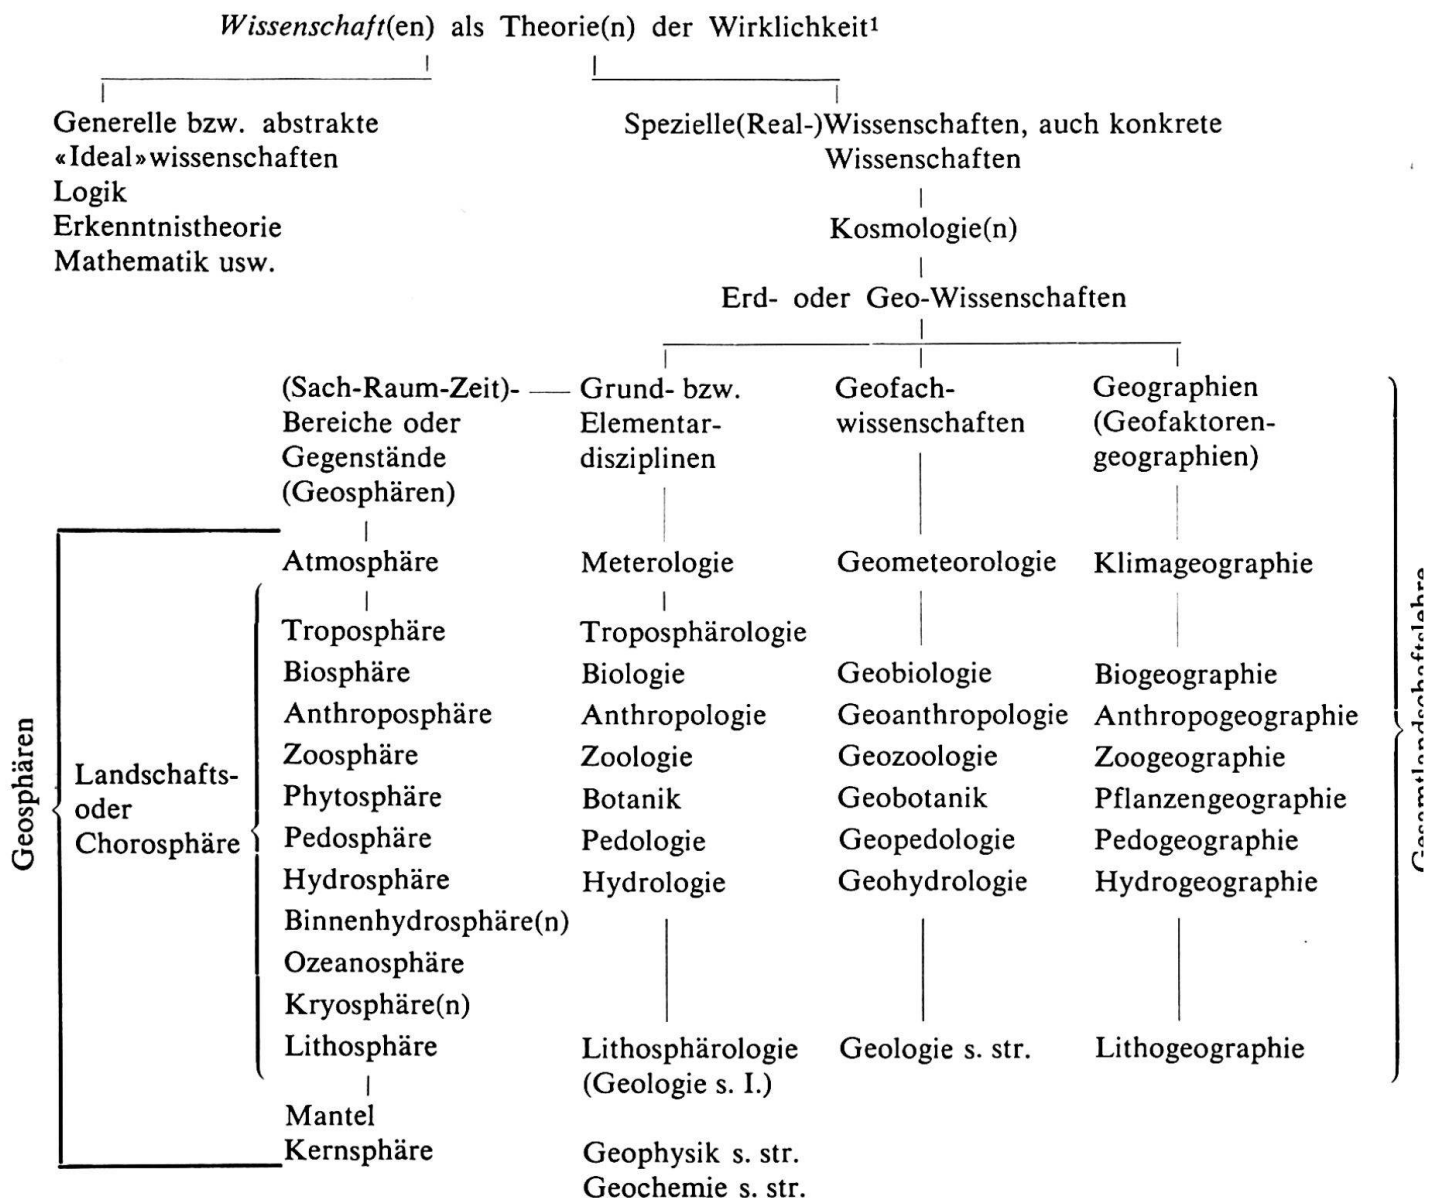 Wissenschaft(en) als Theorie(n) der Wirklichkeit¹
Generelle bzw. abstrakte
«Ideal»wissenschaften
Logik
Erkenntnistheorie
Mathematik usw.
Spezielle(Real-)Wissenschaften, auch konkrete
Wissenschaften
Kosmologie(n)
Erd- oder Geo-Wissenschaften
(Sach-Raum-Zeit)-
Bereiche oder
Gegenstände
(Geosphären)
Grund- bzw.
Elementar-
disziplinen
Geofach-
wissenschaften
Geographien
(Geofaktoren-
geographien)
Geosphären
Landschafts-
oder
Chorosphäre
Atmosphäre Meterologie Geometeorologie Klimageographie
Troposphäre Troposphärologie
Biosphäre Biologie Geobiologie Biogeographie
Anthroposphäre Anthropologie Geoanthropologie Anthropogeographie
Zoosphäre Zoologie Geozoologie Zoogeographie
Phytosphäre Botanik Geobotanik Pflanzengeographie
Pedosphäre Pedologie Geopedologie Pedogeographie
Hydrosphäre Hydrologie Geohydrologie Hydrogeographie
Binnenhydrosphäre(n)
Ozeanosphäre
Kryosphäre(n)
Lithosphäre Lithosphärologie Geologie s. str. Lithogeographie
(Geologie s. I.)
Mantel
Kernsphäre Geophysik s. str.
Geochemie s. str.
Gesamtlandschaftslehre